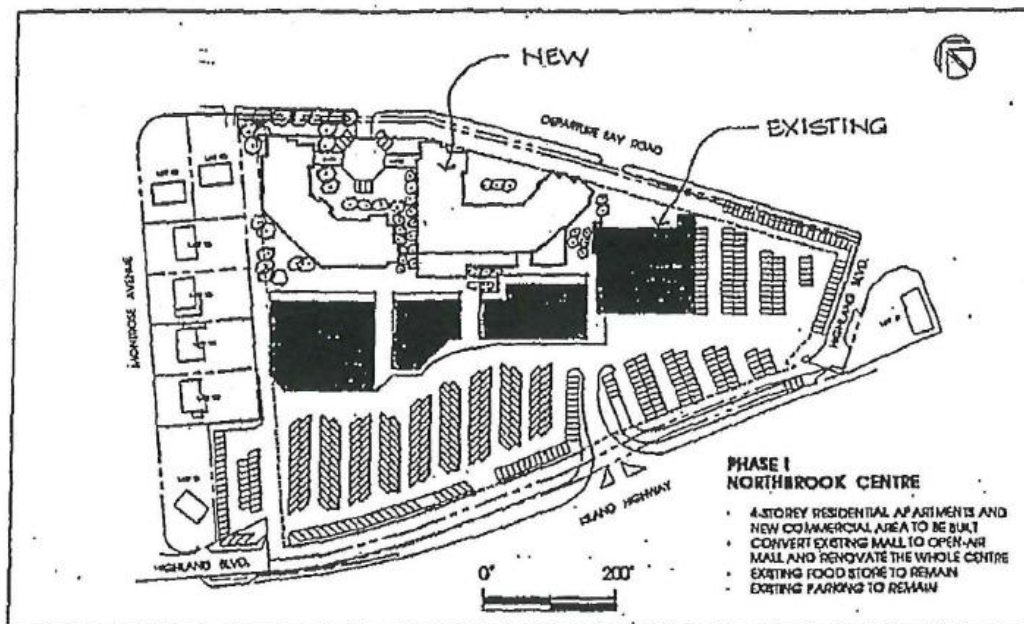 NEW
DEPARTURE BAY ROAD
EXISTING
MONTROSE AVENUE
HIGHLAND BLVD.
ISLAND HIGHWAY
HIGHLAND BLVD.
PHASE I
NORTHBROOK CENTRE
• 4-STOREY RESIDENTIAL APARTMENTS AND
NEW COMMERCIAL AREA TO BE BUILT
• CONVERT EXISTING MALL TO OPEN-AIR
MALL AND RENOVATE THE WHOLE CENTRE
• EXISTING FOOD STORE TO REMAIN
• EXISTING PARKING TO REMAIN
0' 200'